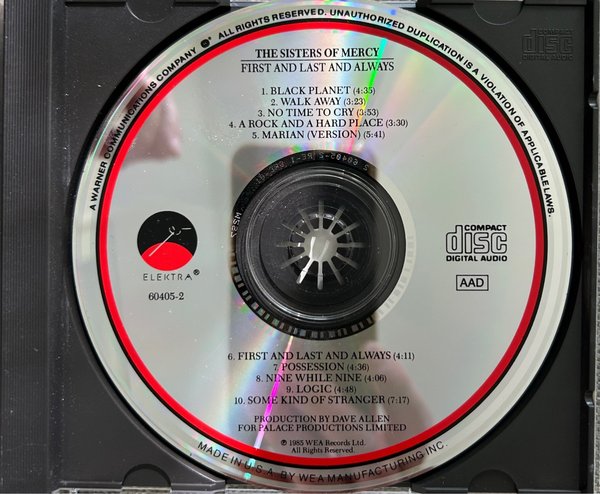 A WARNER COMMUNICATIONS COMPANY ®* ALL RIGHTS RESERVED. UNAUTHORIZED DUPLICATION IS A VIOLATION OF APPLICABLE LAWS.
COMPACT
disc
DIGITAL AUDIO
THE SISTERS OF MERCY
FIRST AND LAST AND ALWAYS
1. BLACK PLANET (4:35)
2. WALK AWAY (3:23)
3. NO TIME TO CRY (3:53)
4. A ROCK AND A HARD PLACE (3:30)
5. MARIAN (VERSION) (5:41)
ELEKTRA®
60405-2
COMPACT
disc
DIGITAL AUDIO
AAD
6. FIRST AND LAST AND ALWAYS (4:11)
7. POSSESSION (4:36)
8. NINE WHILE NINE (4:06)
9. LOGIC (4:48)
10. SOME KIND OF STRANGER (7:17)
PRODUCTION BY DAVE ALLEN
FOR PALACE PRODUCTIONS LIMITED
℗ 1985 WEA Records Ltd.
All Rights Reserved.
MADE IN U.S.A. BY WEA MANUFACTURING INC.